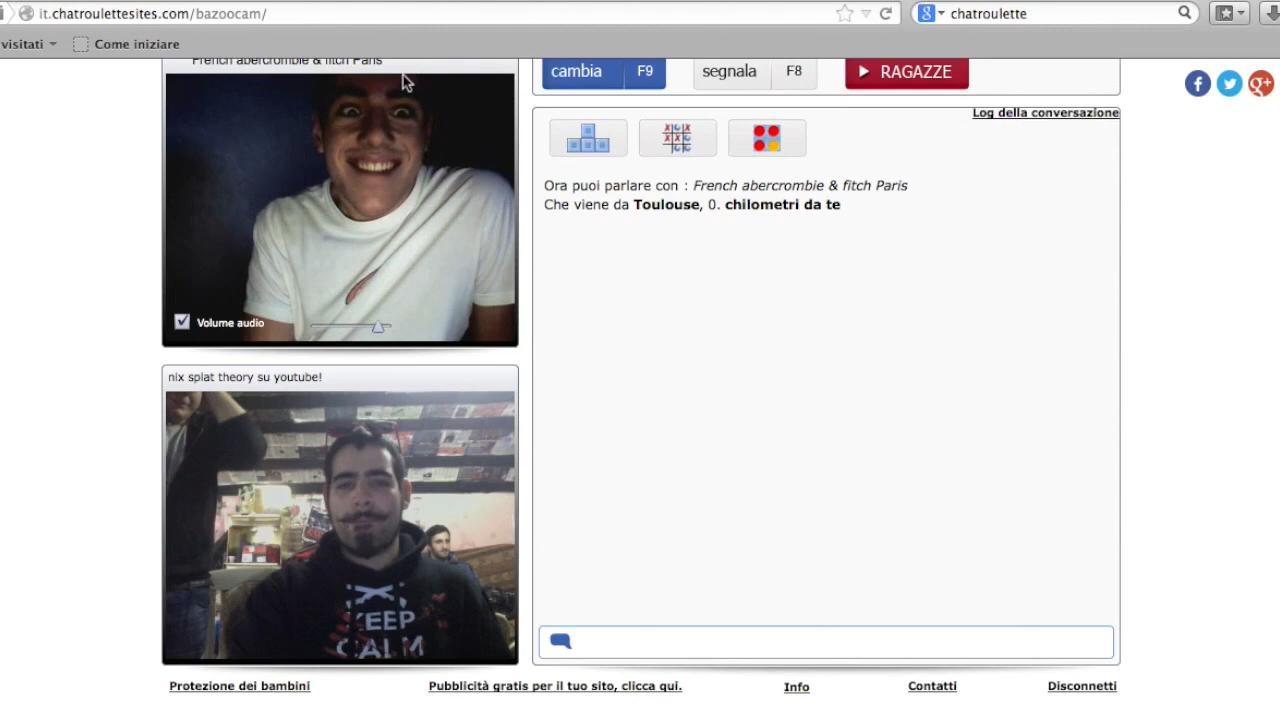 it.chatroulettesites.com/bazoocam/
chatroulette
visitati
Come iniziare
French abercrombie & fitch Paris
cambia F9
segnala F8
RAGAZZE
Log della conversazione
Ora puoi parlare con : French abercrombie & fitch Paris
Che viene da Toulouse, 0. chilometri da te
Volume audio
nix splat theory su youtube!
KEEP
CALM
Protezione dei bambini
Pubblicità gratis per il tuo sito, clicca qui.
Info
Contatti
Disconnetti